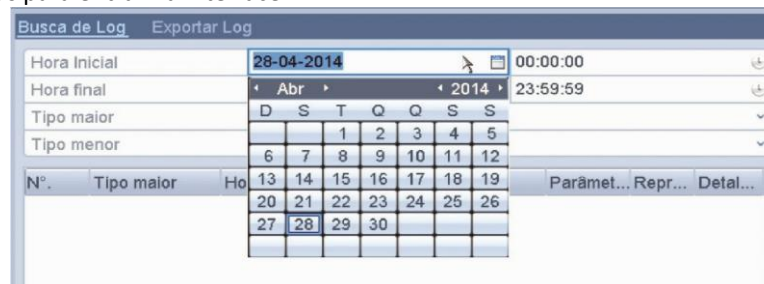 Busca de Log Exportar Log
Hora Inicial 28-04-2014 00:00:00
Hora final Abr 2014 23:59:59
Tipo maior D S T Q Q S S
1 2 3 4 5
Tipo menor
6 7 8 9 10 11 12
N°. Tipo maior Ho 13 14 15 16 17 18 19 Parâmet... Repr... Detal...
20 21 22 23 24 25 26
27 28 29 30